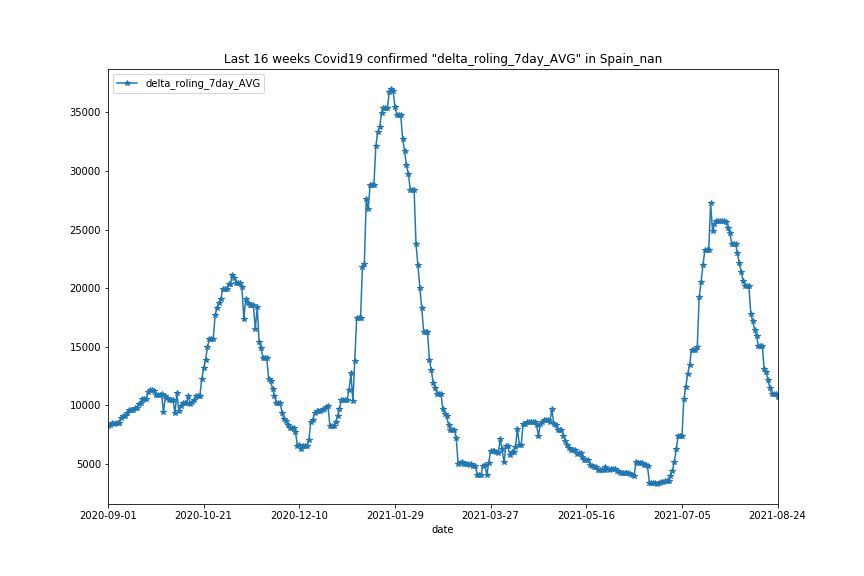 Last 16 weeks Covid19 confirmed "delta_roling_7day_AVG" in Spain_nan
delta_roling_7day_AVG
35000
30000
25000
20000
15000
10000
5000
2020-09-01 2020-10-21 2020-12-10 2021-01-29 2021-03-27 2021-05-16 2021-07-05 2021-08-24
date